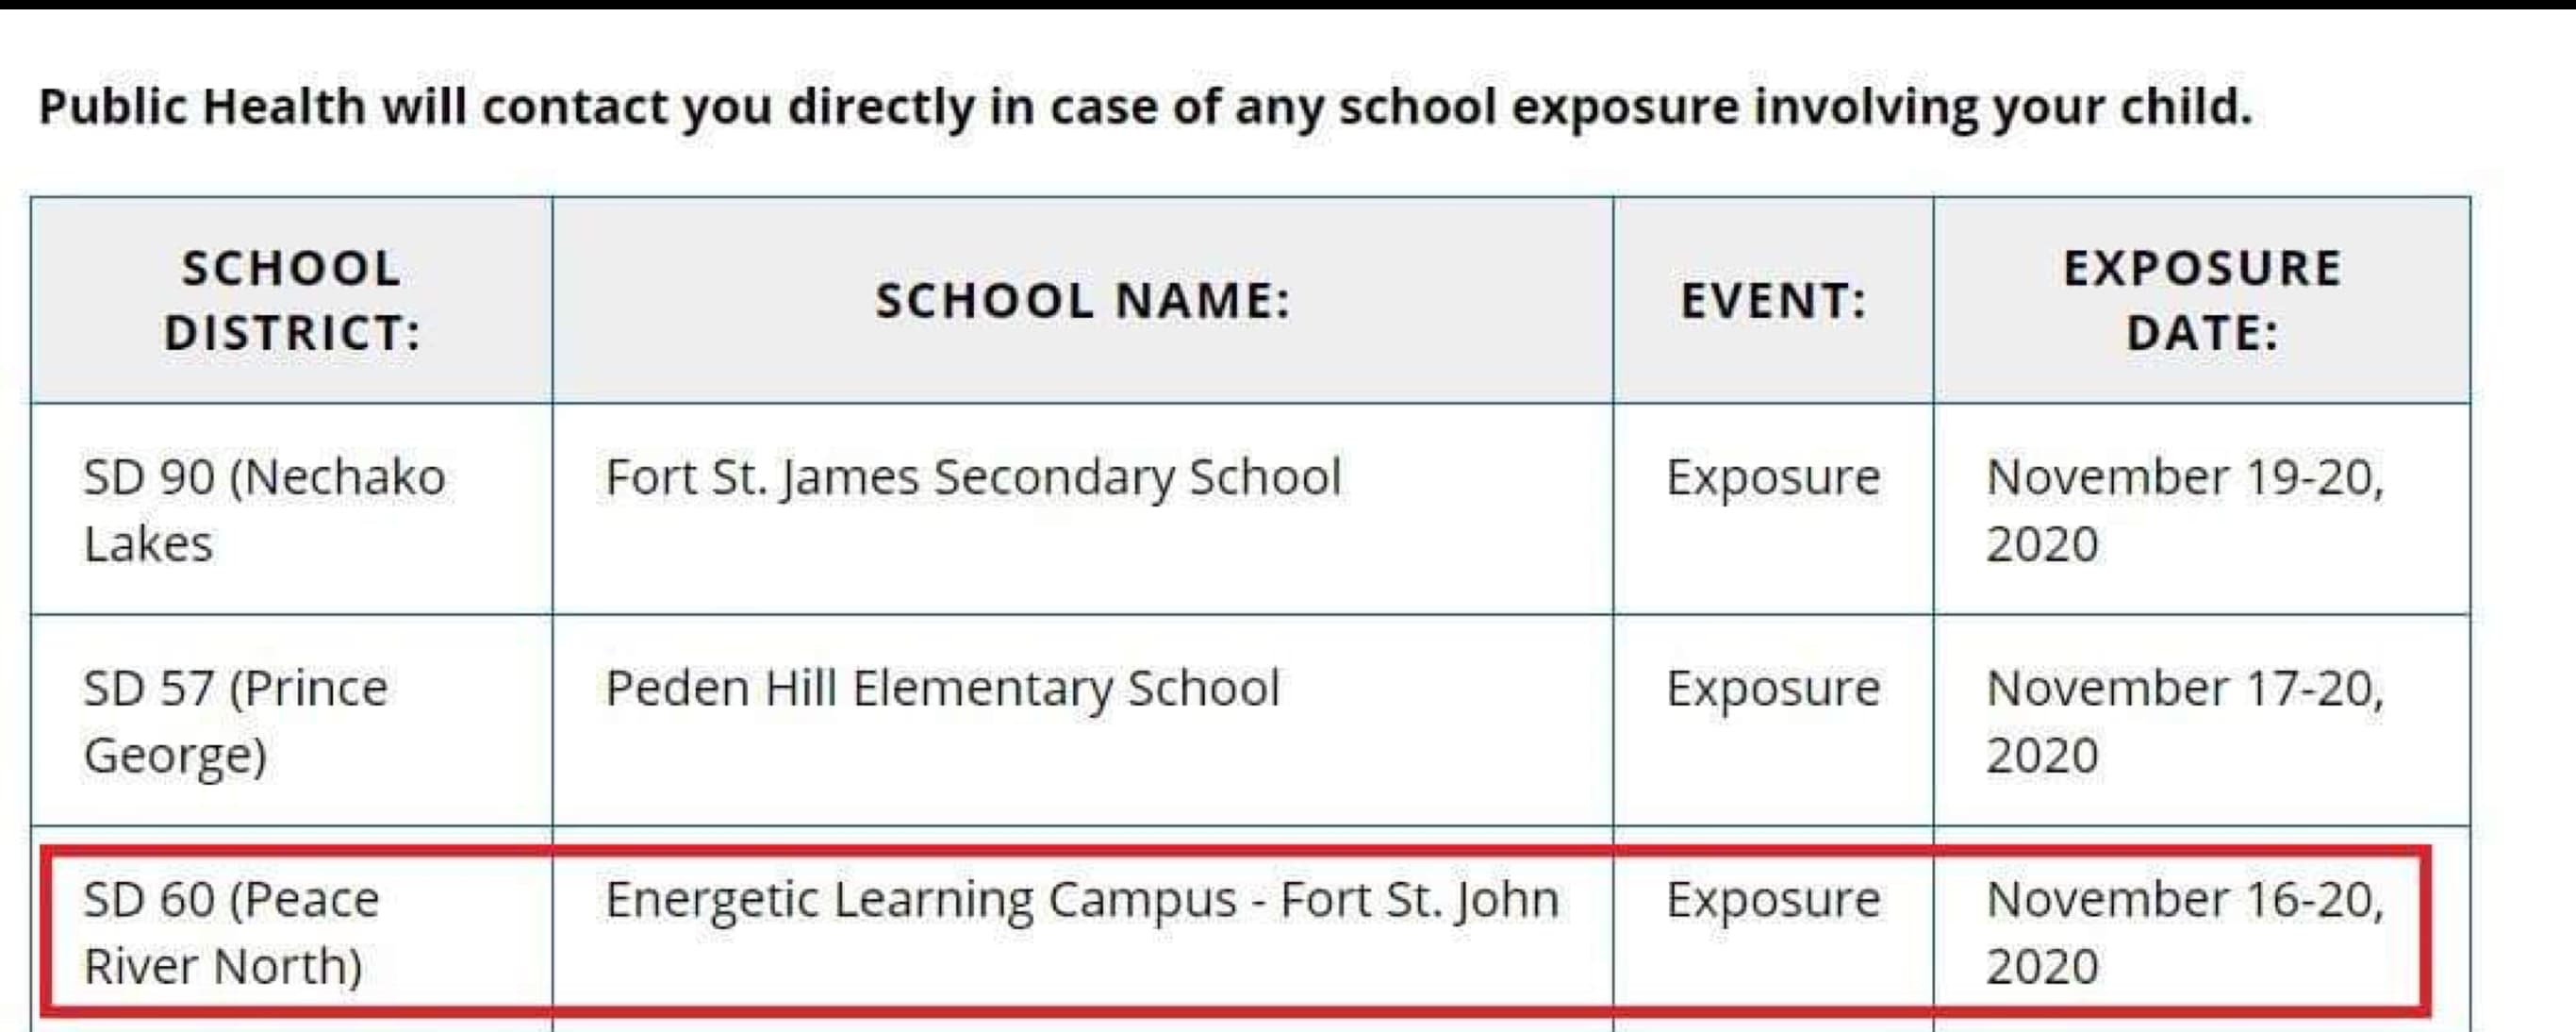 Public Health will contact you directly in case of any school exposure involving your child.
SCHOOL
DISTRICT:
SCHOOL NAME:
EVENT:
EXPOSURE
DATE:
SD 90 (Nechako
Lakes
Fort St. James Secondary School
Exposure
November 19-20,
2020
SD 57 (Prince
George)
Peden Hill Elementary School
Exposure
November 17-20,
2020
SD 60 (Peace
River North)
Energetic Learning Campus - Fort St. John
Exposure
November 16-20,
2020